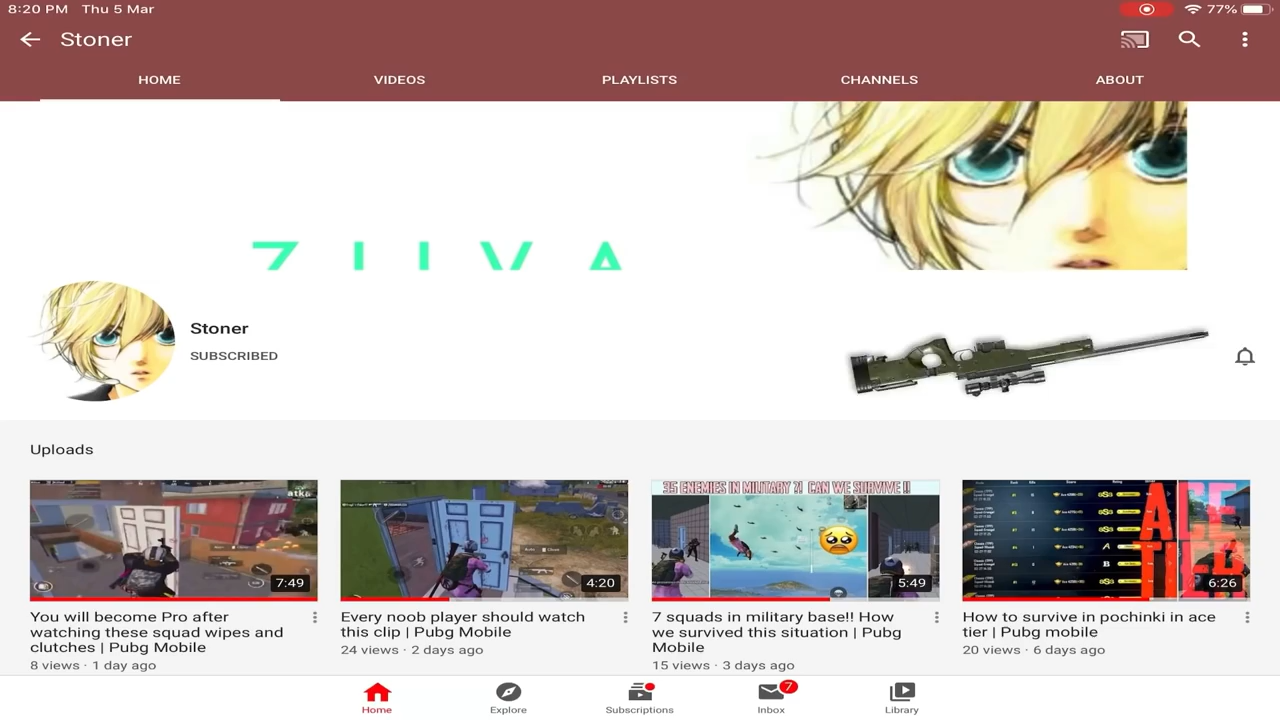 8:20 PM Thu 5 Mar
77%
Stoner
HOME VIDEOS PLAYLISTS CHANNELS ABOUT
Stoner
SUBSCRIBED
Uploads
35 ENEMIES IN MILITARY ?! CAN WE SURVIVE !!
ACE
TIER
7:49
4:20
5:49
6:26
You will become Pro after
watching these squad wipes and
clutches | Pubg Mobile
8 views · 1 day ago
Every noob player should watch
this clip | Pubg Mobile
24 views · 2 days ago
7 squads in military base!! How
we survived this situation | Pubg
Mobile
15 views · 3 days ago
How to survive in pochinki in ace
tier | Pubg mobile
20 views · 6 days ago
7
Home Explore Subscriptions Inbox Library